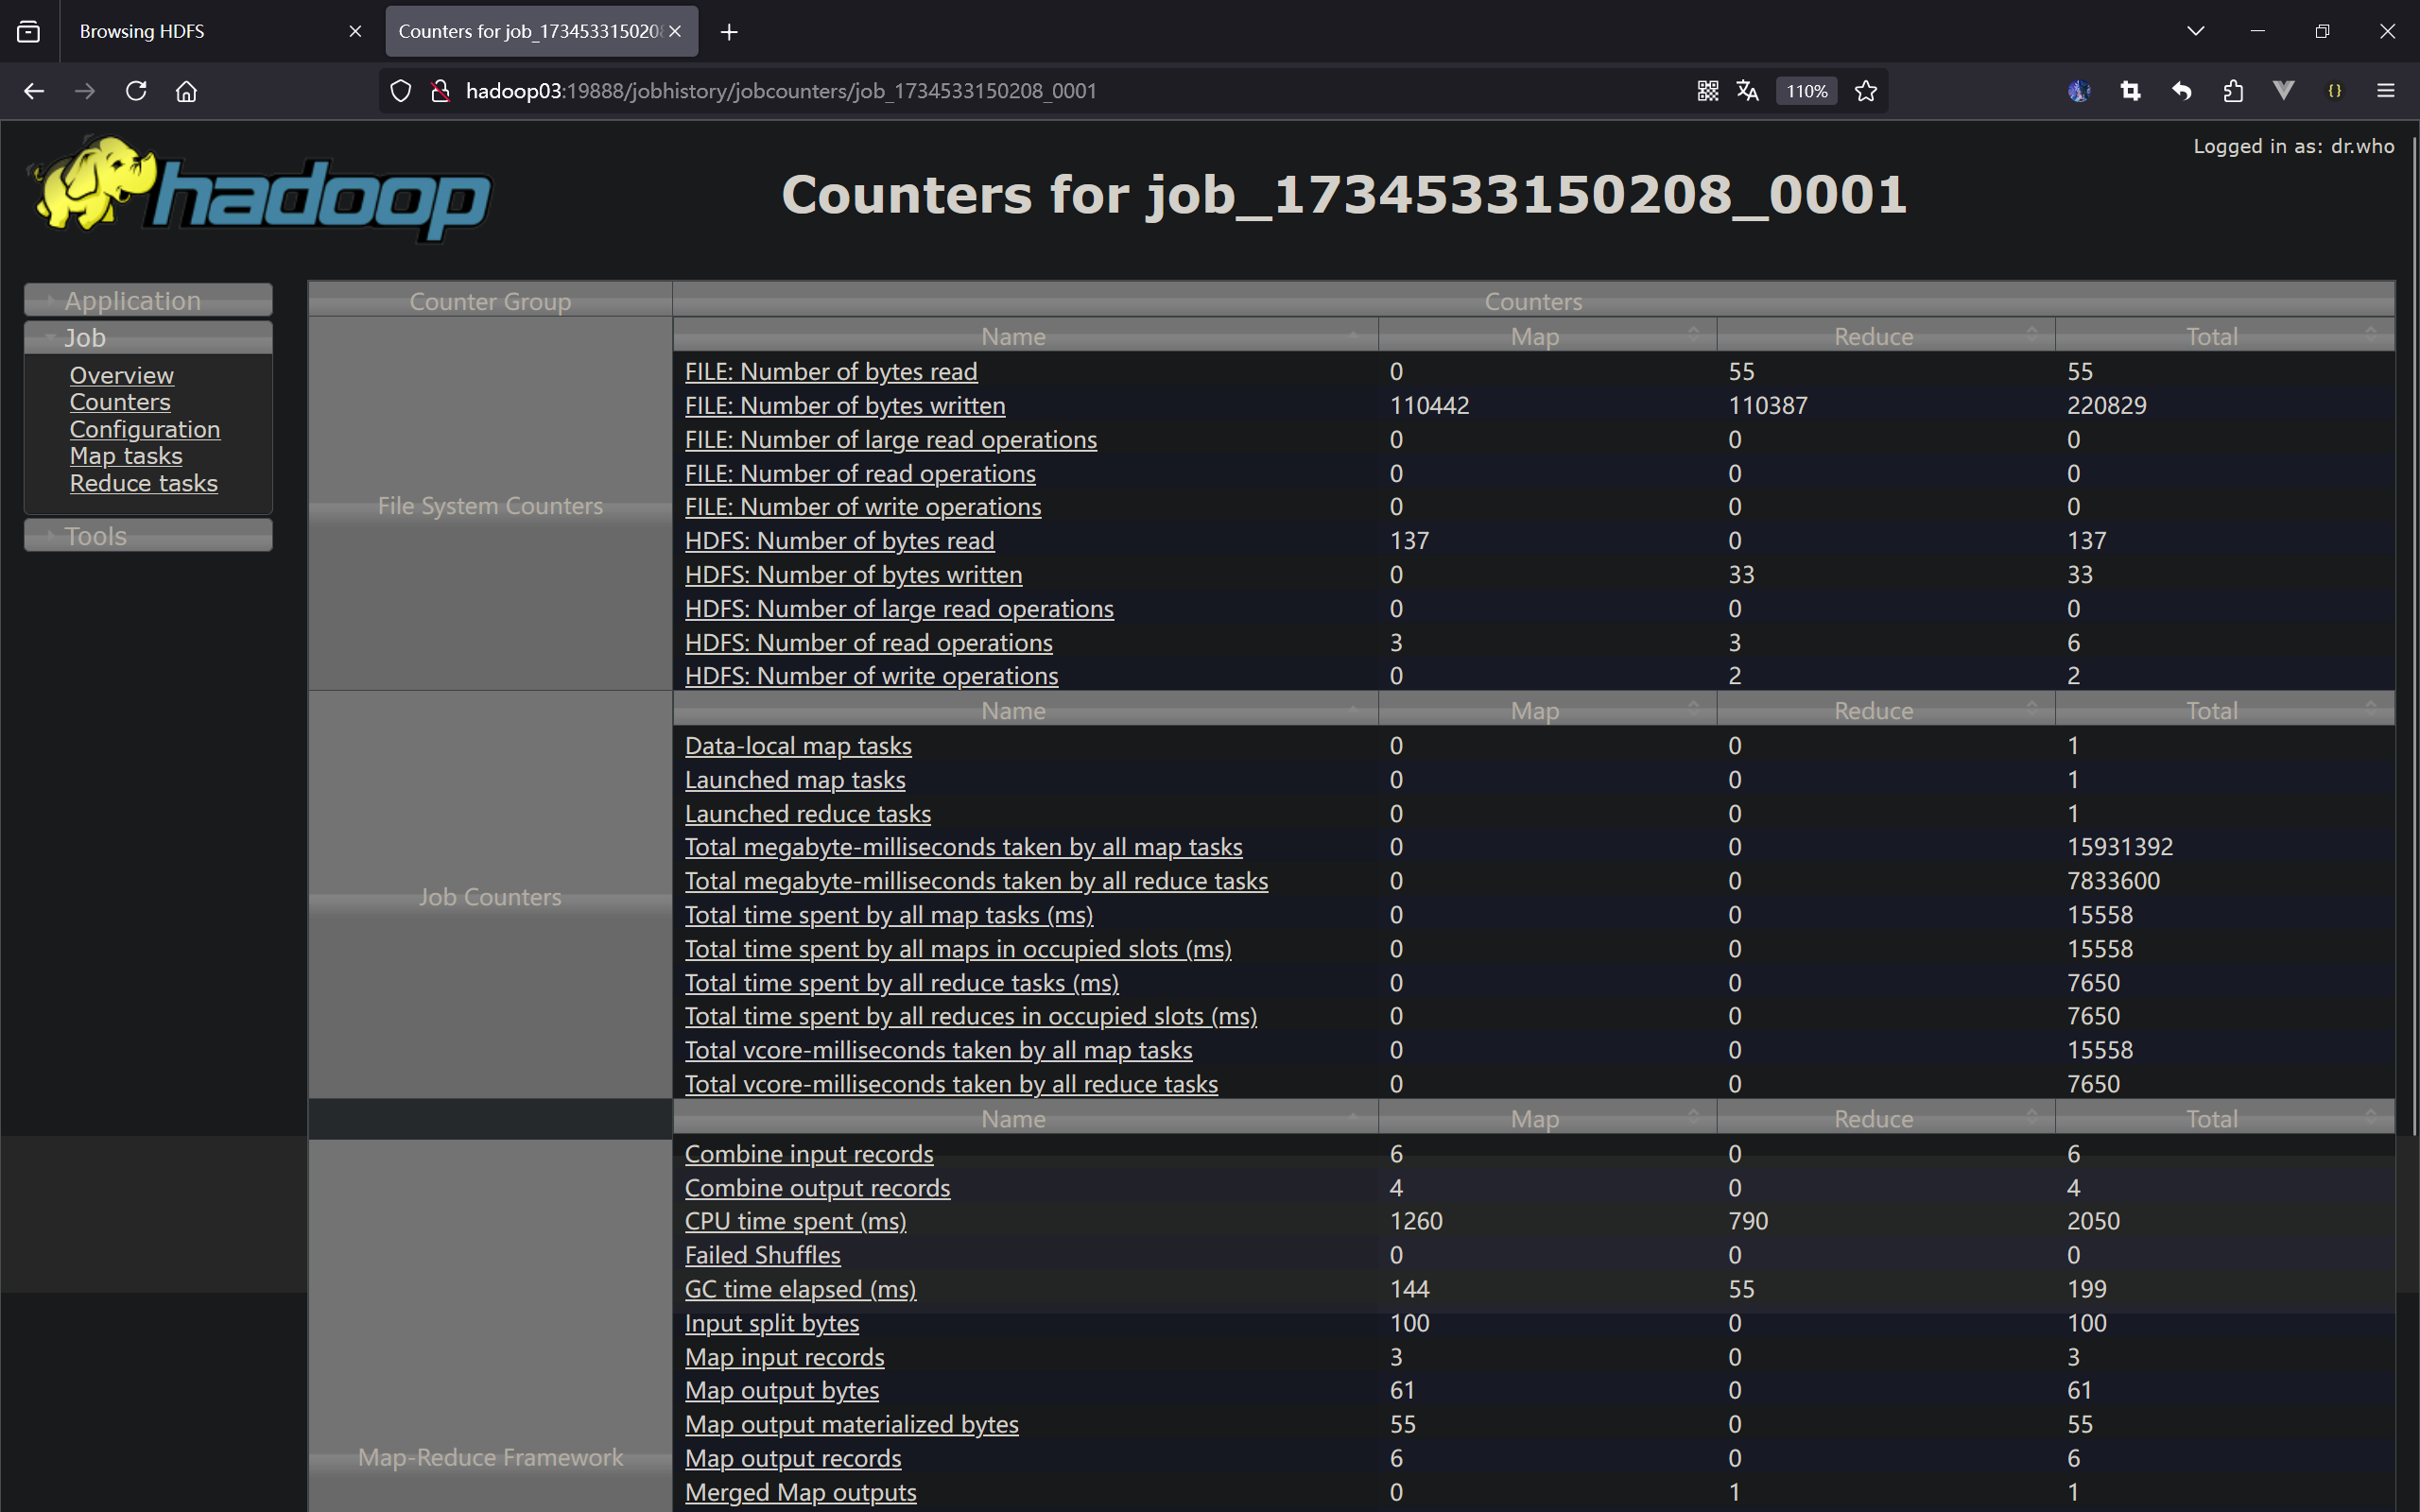 Browsing HDFS
Counters for job_173453315020
hadoop03:19888/jobhistory/jobcounters/job_1734533150208_0001
110%
hadoop
Counters for job_1734533150208_0001
Logged in as: dr.who
Application
Job
Overview
Counters
Configuration
Map tasks
Reduce tasks
Tools
Counter Group Counters
File System Counters
Name Map Reduce Total
FILE: Number of bytes read 0 55 55
FILE: Number of bytes written 110442 110387 220829
FILE: Number of large read operations 0 0 0
FILE: Number of read operations 0 0 0
FILE: Number of write operations 0 0 0
HDFS: Number of bytes read 137 0 137
HDFS: Number of bytes written 0 33 33
HDFS: Number of large read operations 0 0 0
HDFS: Number of read operations 3 3 6
HDFS: Number of write operations 0 2 2
Job Counters
Name Map Reduce Total
Data-local map tasks 0 0 1
Launched map tasks 0 0 1
Launched reduce tasks 0 0 1
Total megabyte-milliseconds taken by all map tasks 0 0 15931392
Total megabyte-milliseconds taken by all reduce tasks 0 0 7833600
Total time spent by all map tasks (ms) 0 0 15558
Total time spent by all maps in occupied slots (ms) 0 0 15558
Total time spent by all reduce tasks (ms) 0 0 7650
Total time spent by all reduces in occupied slots (ms) 0 0 7650
Total vcore-milliseconds taken by all map tasks 0 0 15558
Total vcore-milliseconds taken by all reduce tasks 0 0 7650
Map-Reduce Framework
Name Map Reduce Total
Combine input records 6 0 6
Combine output records 4 0 4
CPU time spent (ms) 1260 790 2050
Failed Shuffles 0 0 0
GC time elapsed (ms) 144 55 199
Input split bytes 100 0 100
Map input records 3 0 3
Map output bytes 61 0 61
Map output materialized bytes 55 0 55
Map output records 6 0 6
Merged Map outputs 0 1 1